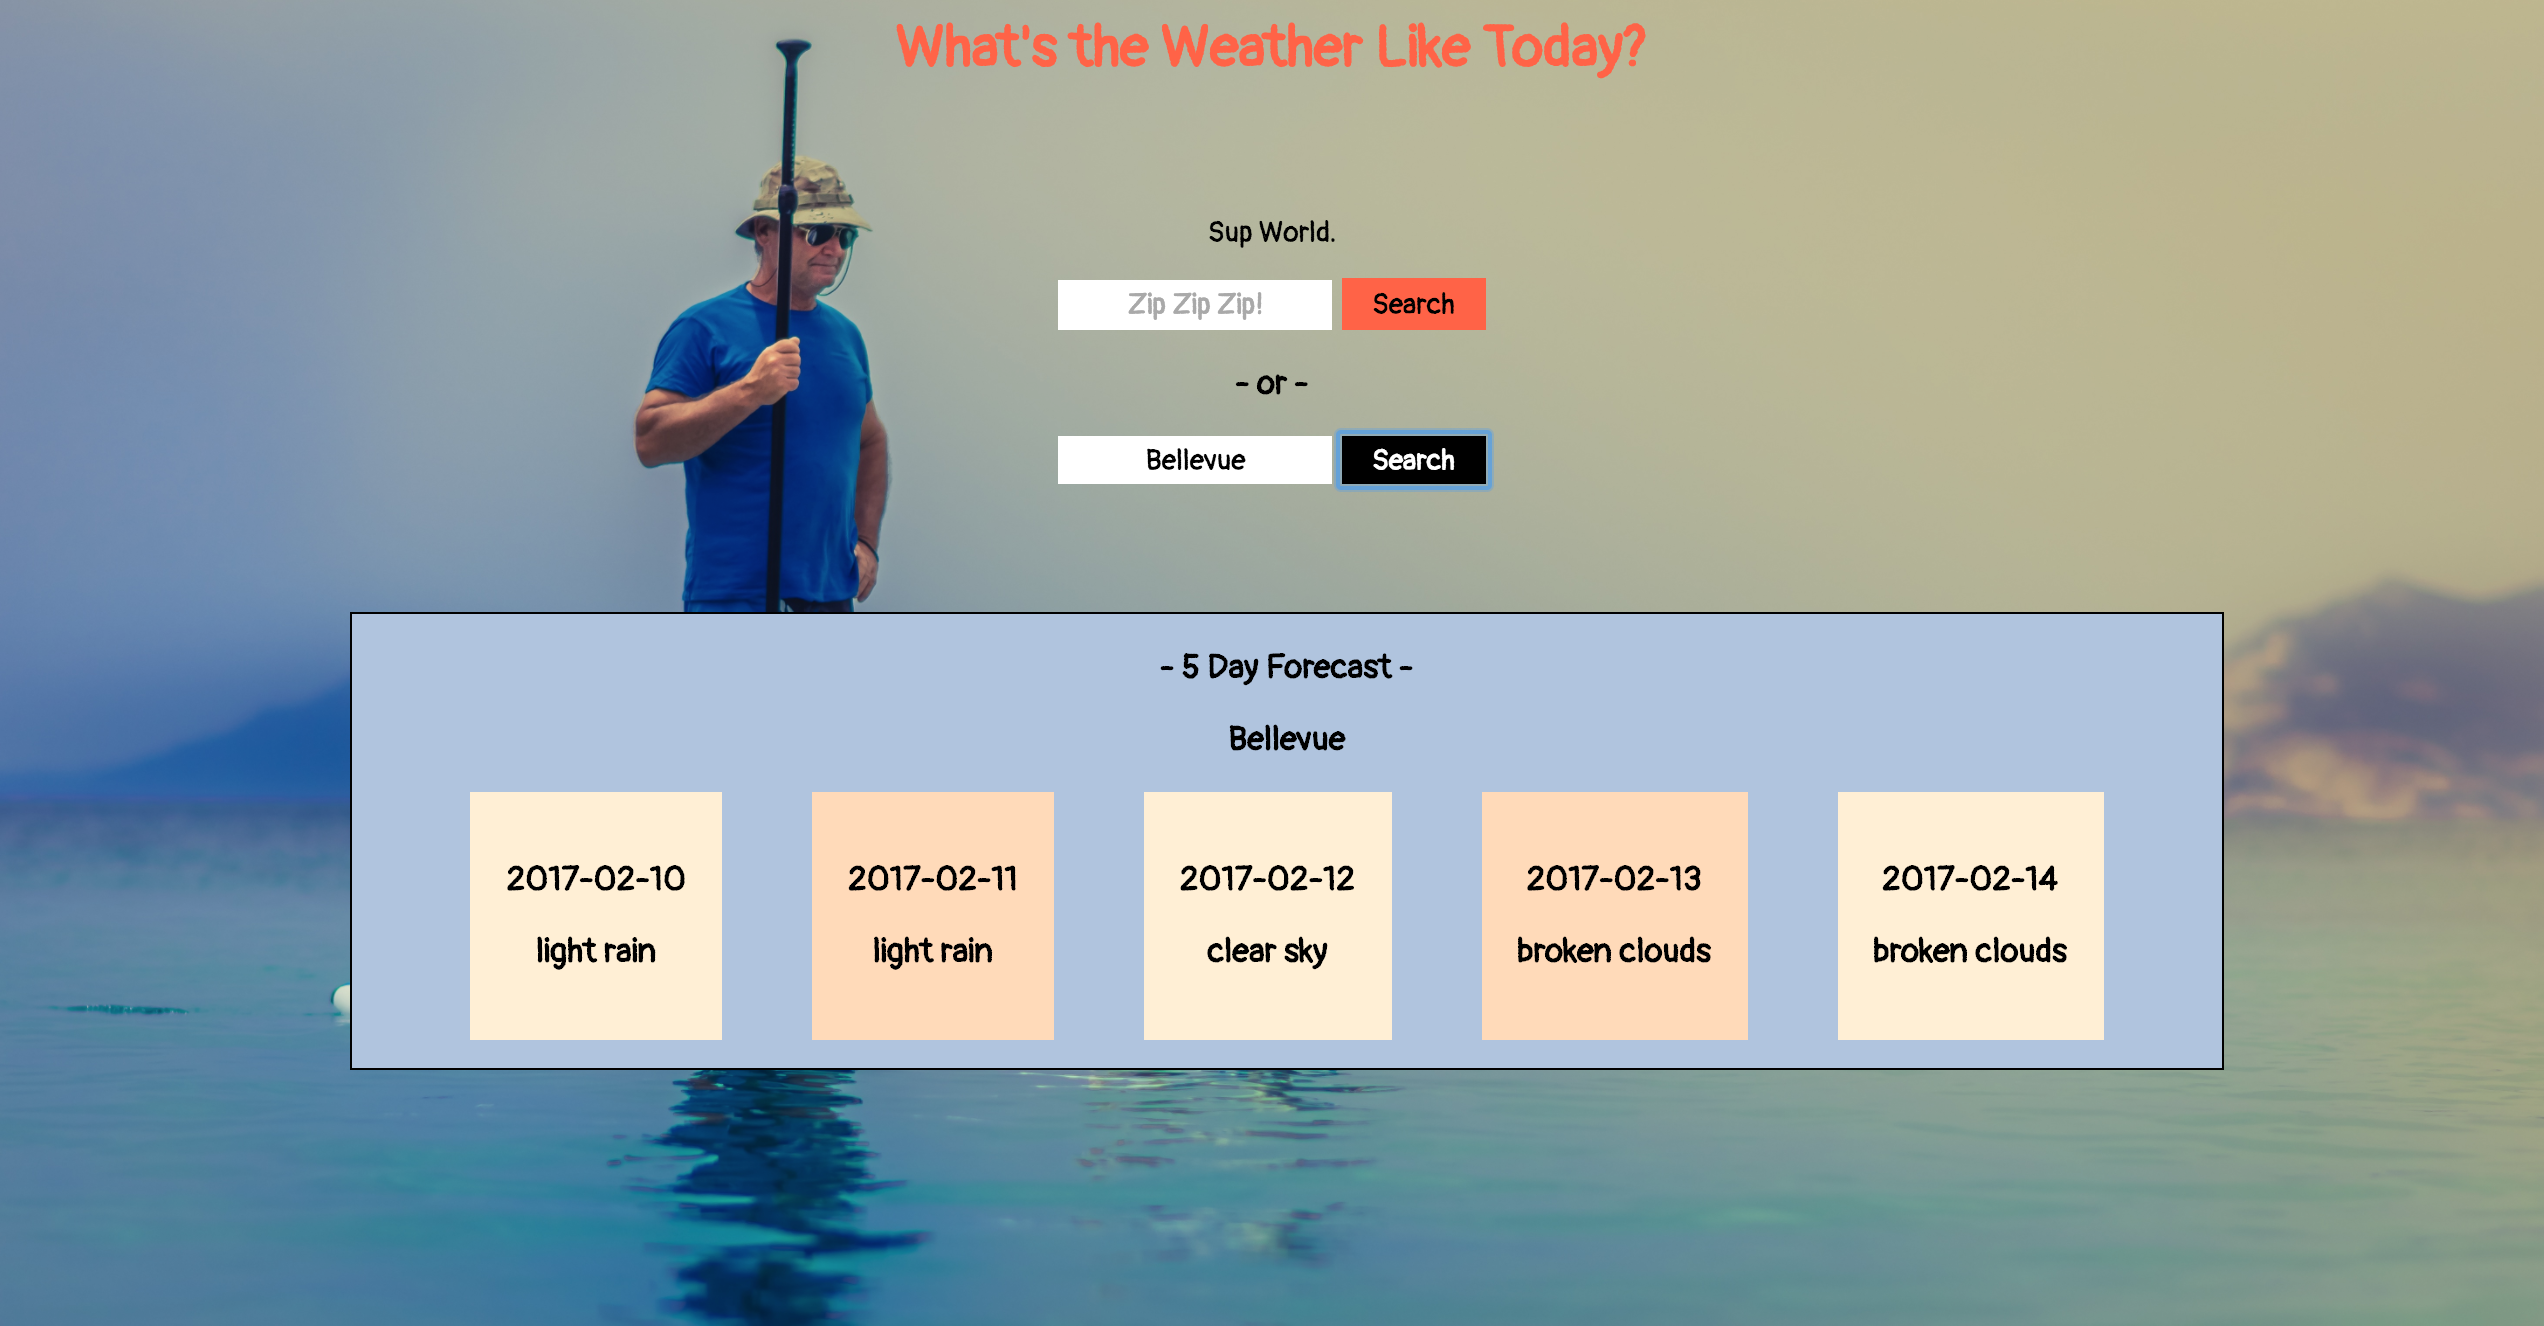 What's the Weather Like Today?
Sup World.
Zip Zip Zip! Search
- or -
Bellevue Search
- 5 Day Forecast -
Bellevue
2017-02-10 2017-02-11 2017-02-12 2017-02-13 2017-02-14
light rain light rain clear sky broken clouds broken clouds